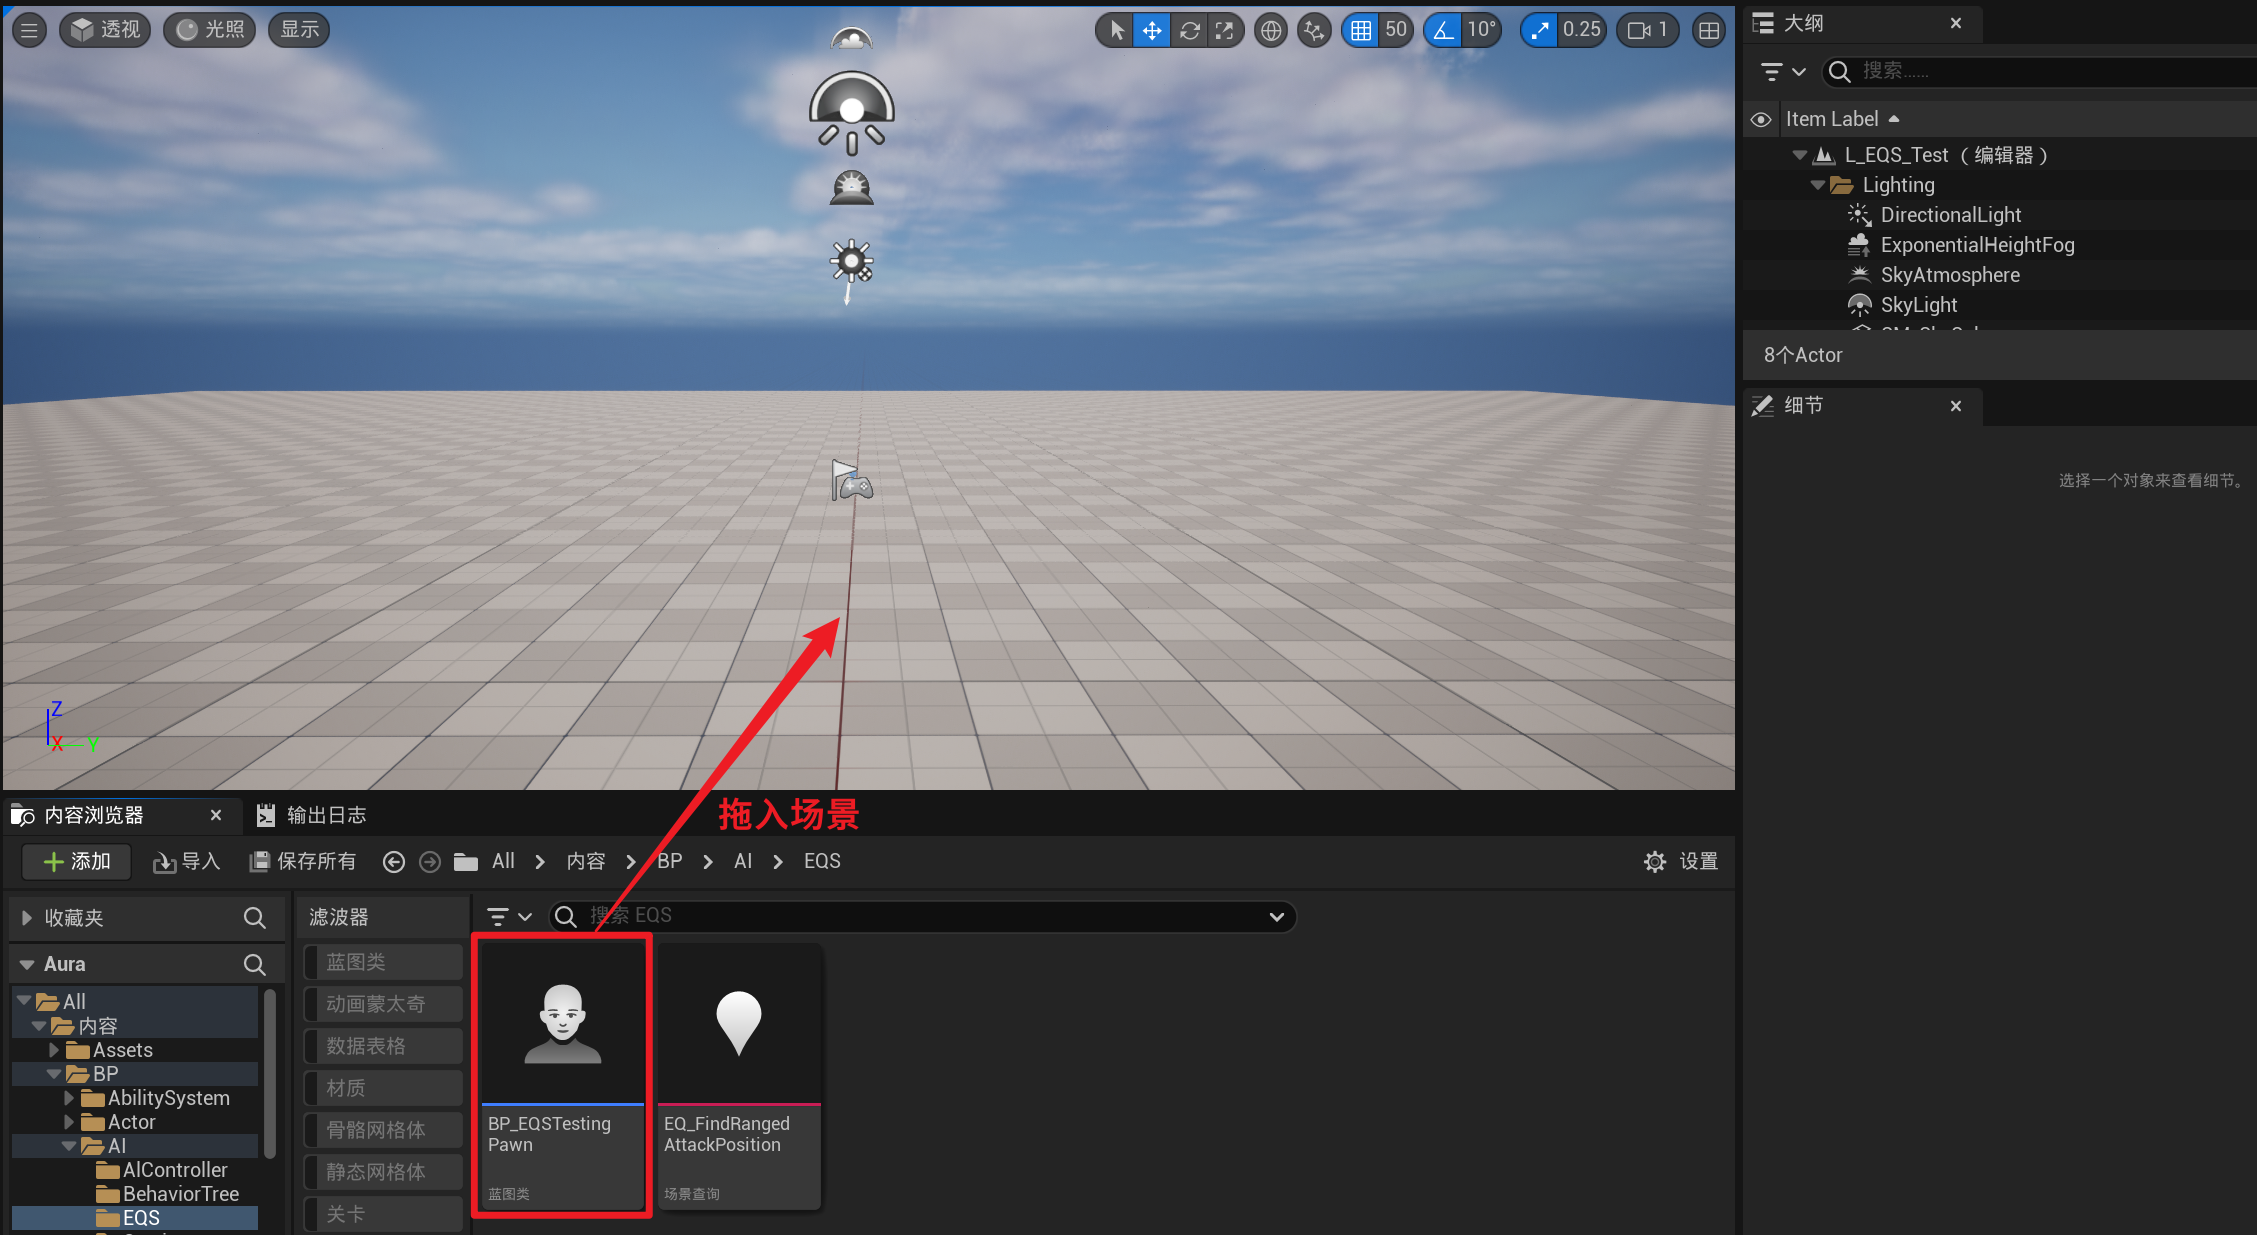 透视
光照
显示
50
10°
0.25
1
大纲
搜索......
Item Label
L_EQS_Test （编辑器）
Lighting
DirectionalLight
ExponentialHeightFog
SkyAtmosphere
SkyLight
8个Actor
细节
选择一个对象来查看细节。
Z
X
Y
拖入场景
内容浏览器
输出日志
添加
导入
保存所有
All
内容
BP
AI
EQS
设置
收藏夹
Aura
All
内容
Assets
BP
AbilitySystem
Actor
AI
AIController
BehaviorTree
EQS
滤波器
蓝图类
动画蒙太奇
数据表格
材质
骨骼网格体
静态网格体
关卡
搜索 EQS
BP_EQSTesting
Pawn
蓝图类
EQ_FindRanged
AttackPosition
场景查询